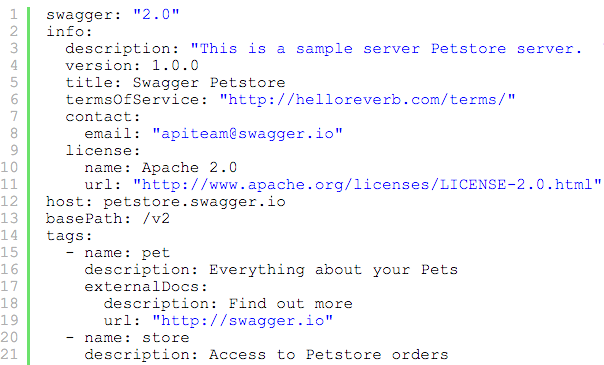 1 swagger: "2.0"
2 info:
3   description: "This is a sample server Petstore server.
4   version: 1.0.0
5   title: Swagger Petstore
6   termsOfService: "http://helloreverb.com/terms/"
7   contact:
8     email: "apiteam@swagger.io"
9   license:
10     name: Apache 2.0
11     url: "http://www.apache.org/licenses/LICENSE-2.0.html"
12 host: petstore.swagger.io
13 basePath: /v2
14 tags:
15   - name: pet
16     description: Everything about your Pets
17     externalDocs:
18       description: Find out more
19       url: "http://swagger.io"
20   - name: store
21     description: Access to Petstore orders